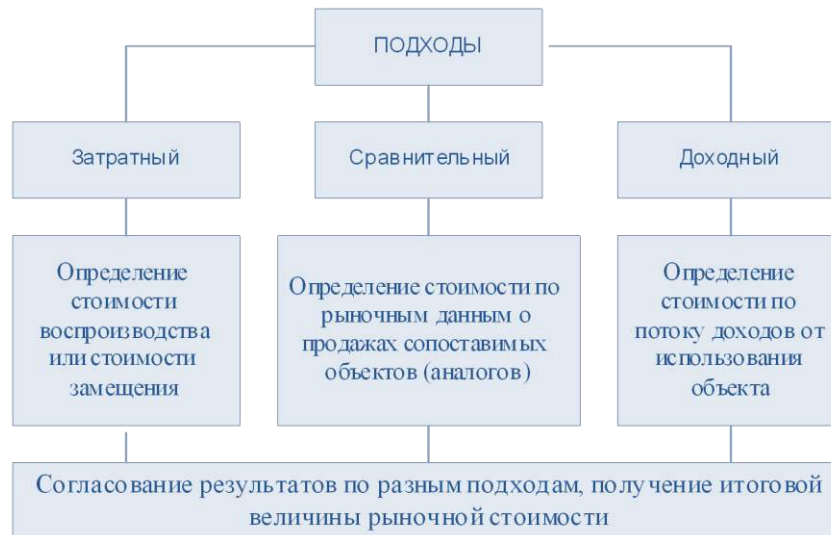 ПОДХОДЫ
Затратный
Сравнительный
Доходный
Определение
стоимости
воспроизводства
или стоимости
замещения
Определение стоимости по
рыночным данным о
продажах сопоставимых
объектов (аналогов)
Определение
стоимости по
потоку доходов от
использования
объекта
Согласование результатов по разным подходам, получение итоговой
величины рыночной стоимости